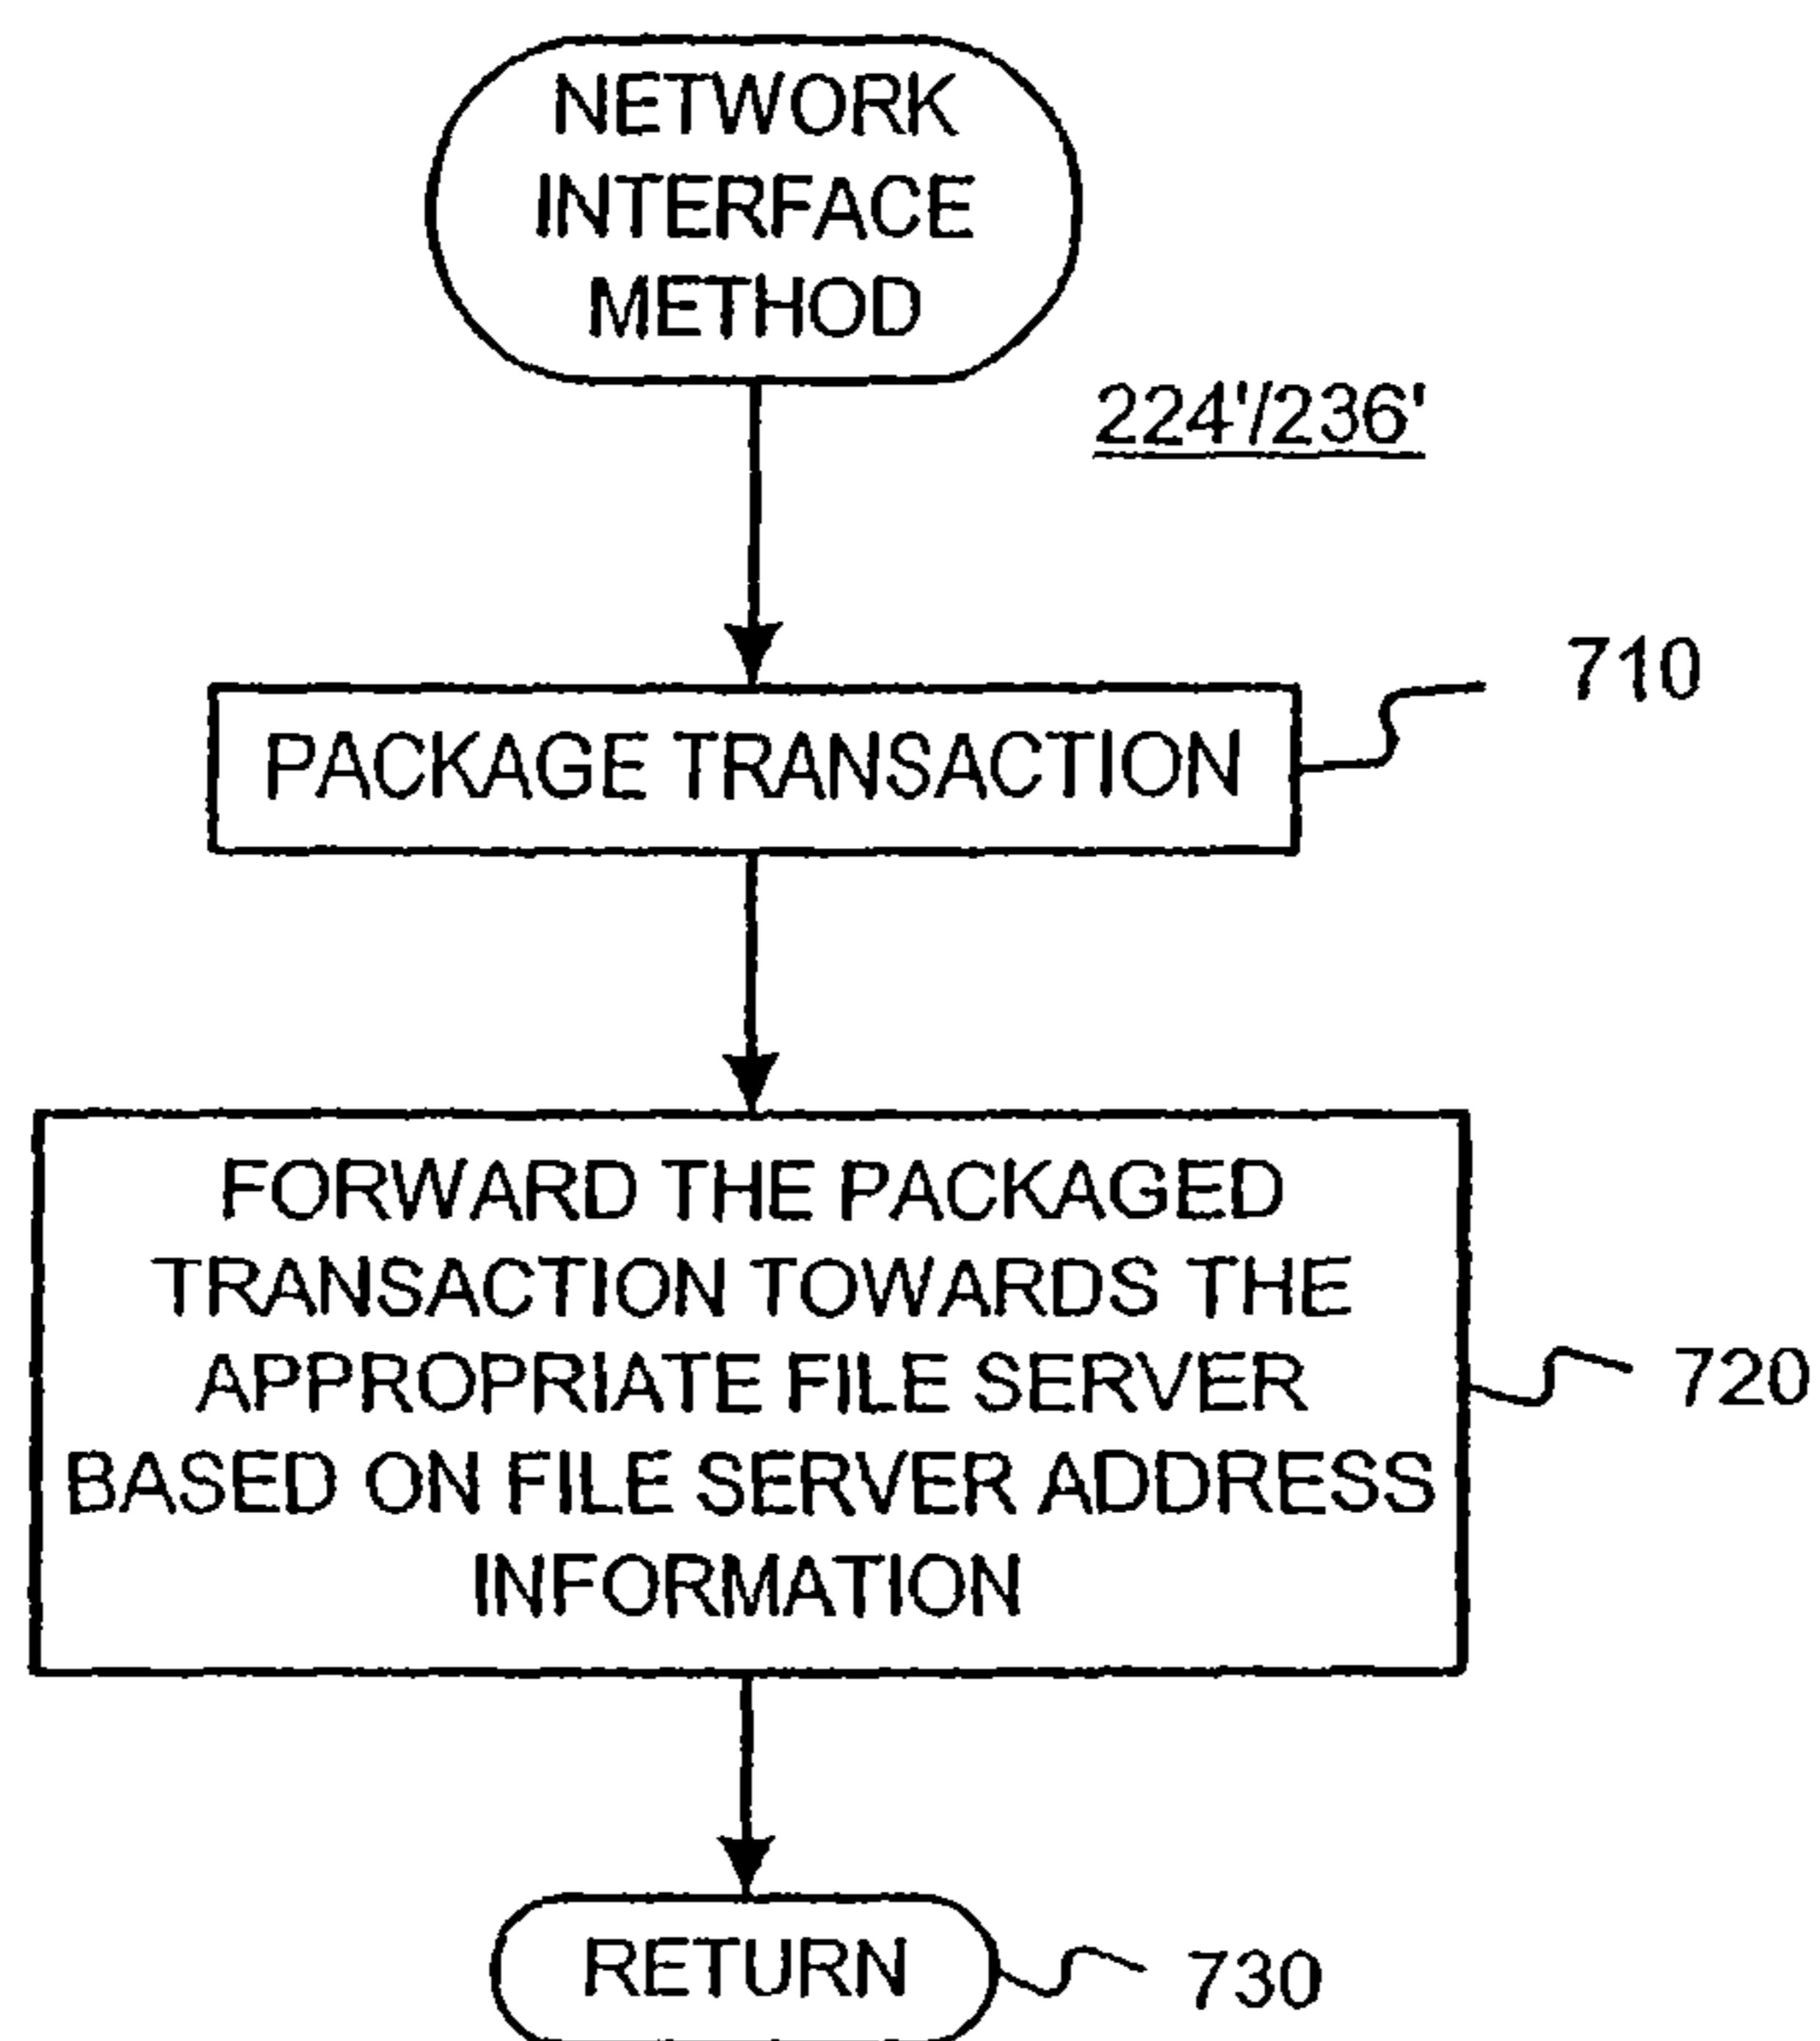 NETWORK
INTERFACE
METHOD
224'/236'
710
PACKAGE TRANSACTION
FORWARD THE PACKAGED
TRANSACTION TOWARDS THE
APPROPRIATE FILE SERVER
BASED ON FILE SERVER ADDRESS
INFORMATION
720
RETURN
730